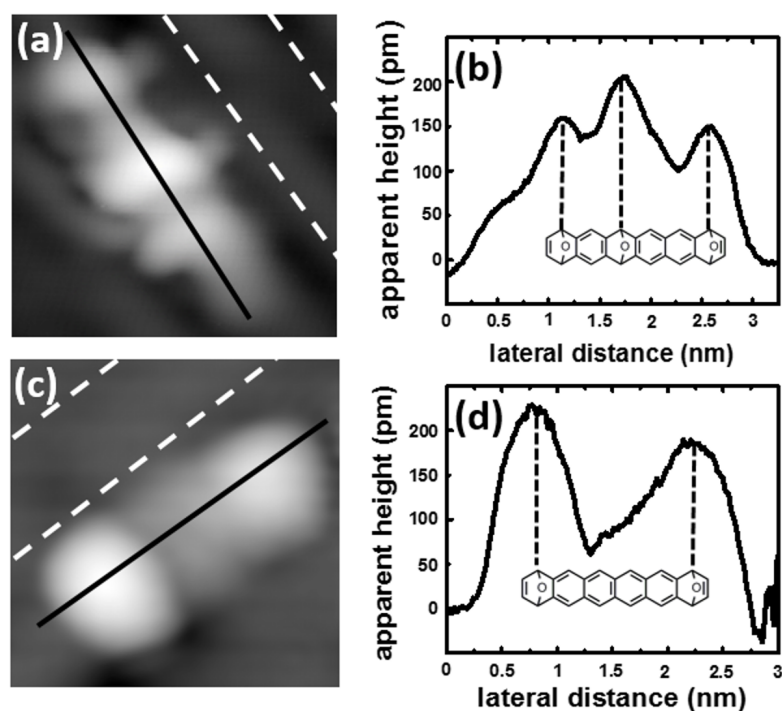 (a)
(b)
apparent height (pm)
200
150
100
50
0
O O O
0 0.5 1 1.5 2 2.5 3
lateral distance (nm)
(c)
(d)
apparent height (pm)
200
150
100
50
0
O O
0 0.5 1 1.5 2 2.5 3
lateral distance (nm)